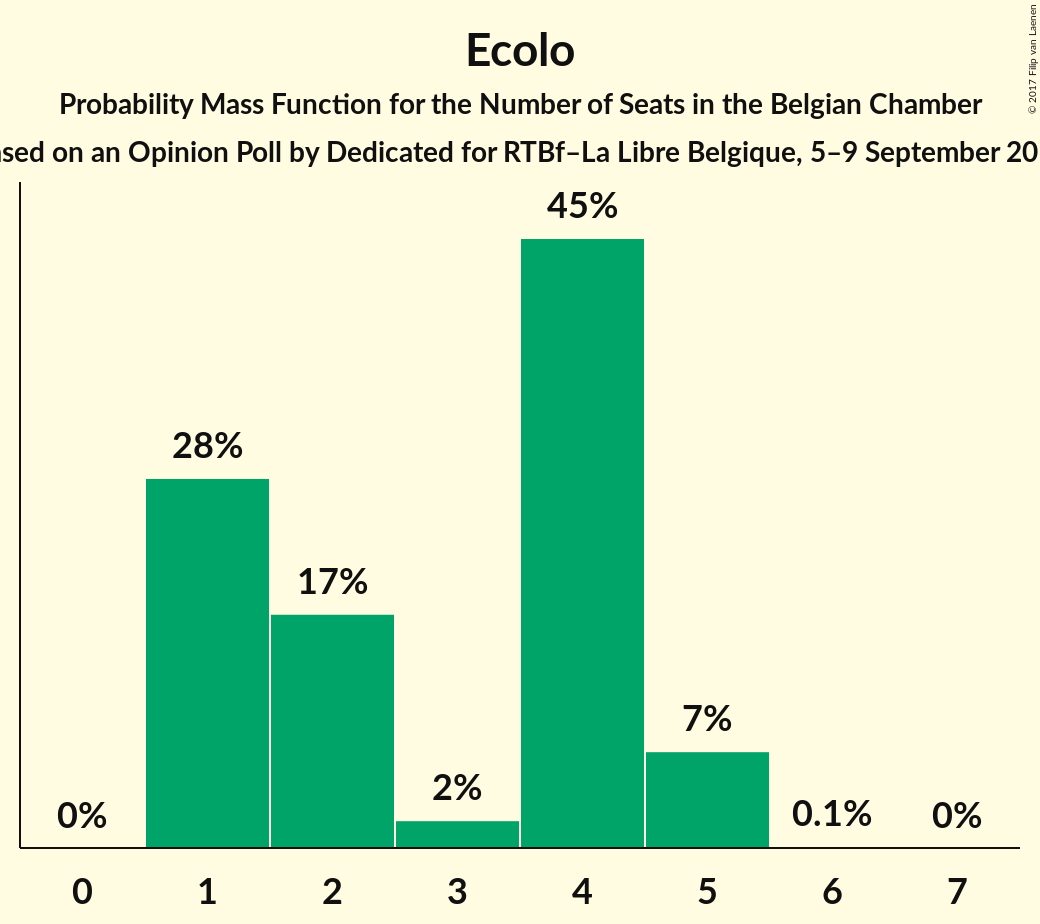 Ecolo
Probability Mass Function for the Number of Seats in the Belgian Chamber
on an Opinion Poll by Dedicated for RTBf–La Libre Belgique, 5–9 September
© 2017 Filip van Laenen
45%
28%
17%
7%
2%
0%
0.1%
0%
0 1 2 3 4 5 6 7